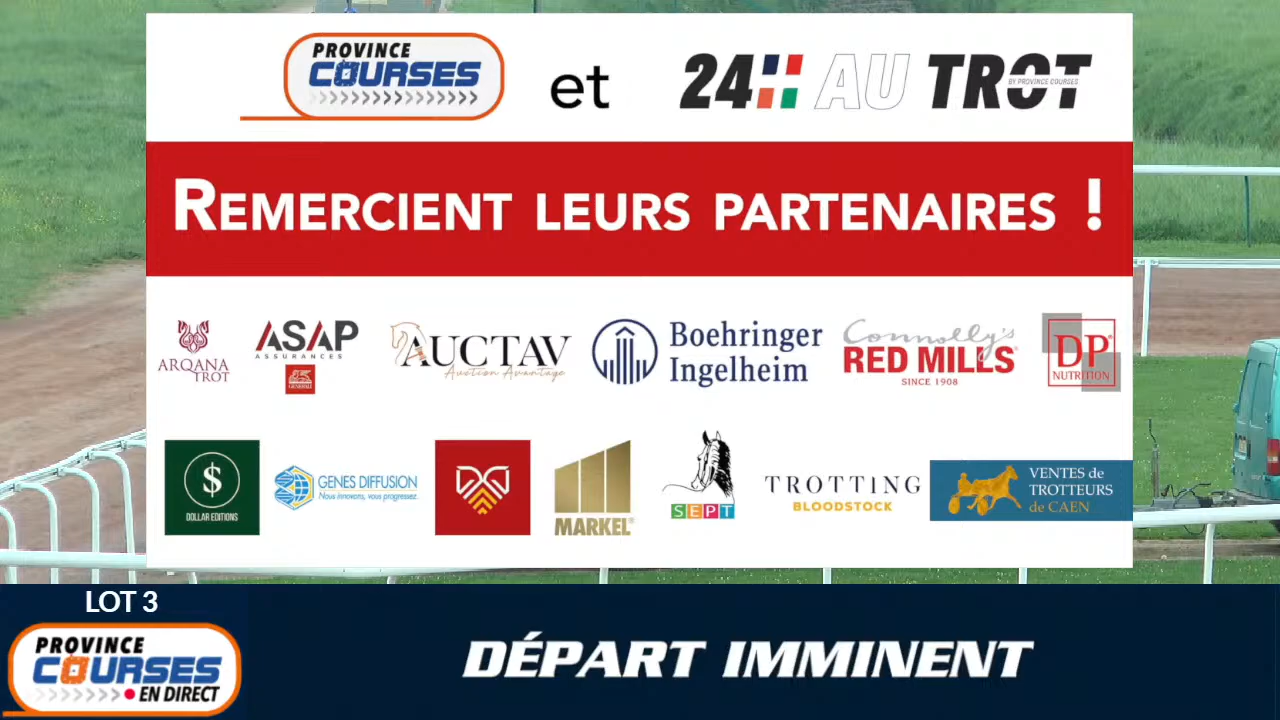 PROVINCE
COURSES
et
24H AU TROT
BY PROVINCE COURSES
REMERCIENT LEURS PARTENAIRES !
ARQANA
TROT
ASAP
ASSURANCES
GENERALI
AUCTAV
Auction Avantage
Boehringer
Ingelheim
Connolly's
RED MILLS
SINCE 1908
DP
NUTRITION
$
DOLLAR EDITIONS
GENES DIFFUSION
Nous innovons, vous progressez.
MARKEL
SEPT
TROTTING
BLOODSTOCK
VENTES de
TROTTEURS
de CAEN
LOT 3
PROVINCE
COURSES
EN DIRECT
DÉPART IMMINENT